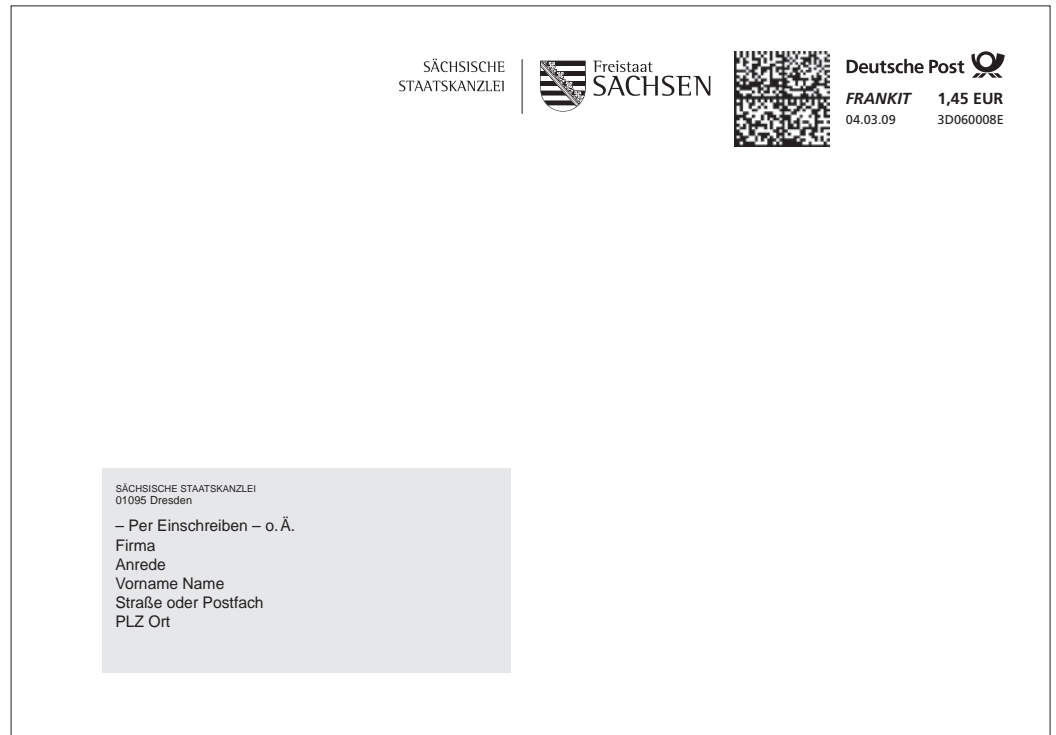 SÄCHSISCHE
STAATSKANZLEI
Freistaat
SACHSEN
Deutsche Post
FRANKIT 1,45 EUR
04.03.09 3D060008E
SÄCHSISCHE STAATSKANZLEI
01095 Dresden
– Per Einschreiben – o. Ä.
Firma
Anrede
Vorname Name
Straße oder Postfach
PLZ Ort